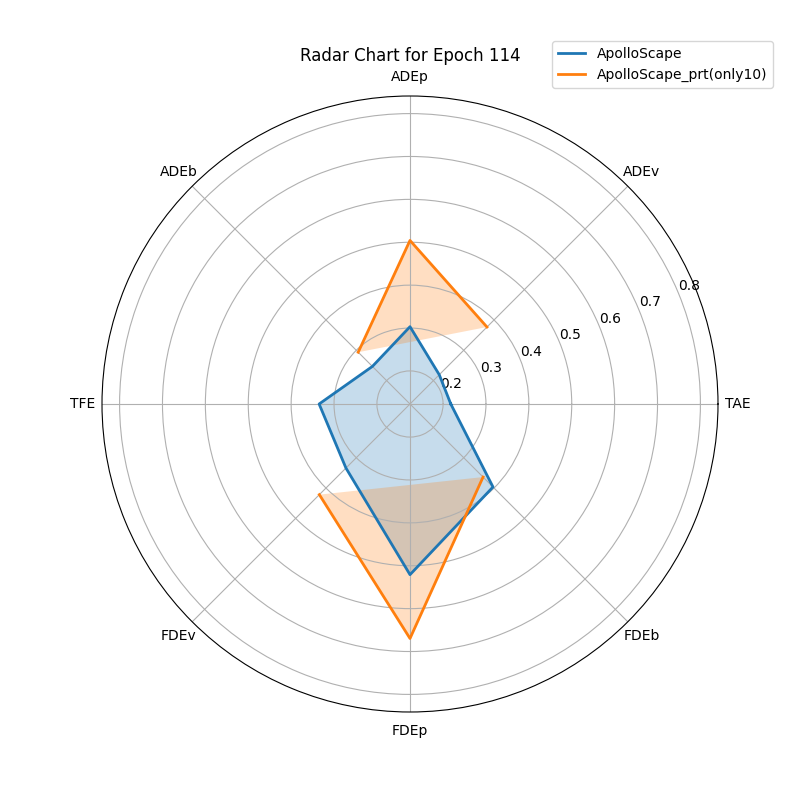 Radar Chart for Epoch 114
ApolloScape
ApolloScape_prt(only10)
ADEp
ADEb
ADEv
0.8
0.7
0.6
0.5
0.4
0.3
0.2
TFE
TAE
FDEv
FDEb
FDEp